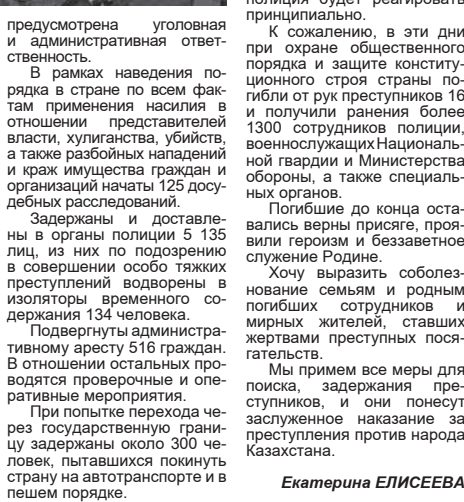 предусмотрена уголовная
и административная ответ-
ственность.
В рамках наведения по-
рядка в стране по всем фак-
там применения насилия в
отношении представителей
власти, хулиганства, убийств,
а также разбойных нападений
и краж имущества граждан и
организаций начаты 125 досу-
дебных расследований.
Задержаны и доставле-
ны в органы полиции 5 135
лиц, из них по подозрению
в совершении особо тяжких
преступлений водворены в
изоляторы временного со-
держания 134 человека.
Подвергнуты администра-
тивному аресту 516 граждан.
В отношении остальных про-
водятся проверочные и опе-
ративные мероприятия.
При попытке перехода че-
рез государственную грани-
цу задержаны около 300 че-
ловек, пытавшихся покинуть
страну на автотранспорте и в
пешем порядке.
полиция будет реагировать
принципиально.
К сожалению, в эти дни
при охране общественного
порядка и защите конститу-
ционного строя страны по-
гибли от рук преступников 16
и получили ранения более
1300 сотрудников полиции,
военнослужащих Националь-
ной гвардии и Министерства
обороны, а также специаль-
ных органов.
Погибшие до конца оста-
вались верны присяге, проя-
вили героизм и беззаветное
служение Родине.
Хочу выразить соболез-
нование семьям и родным
погибших сотрудников и
мирных жителей, ставших
жертвами преступных пося-
гательств.
Мы примем все меры для
поиска, задержания пре-
ступников, и они понесут
заслуженное наказание за
преступления против народа
Казахстана.
Екатерина ЕЛИСЕЕВА